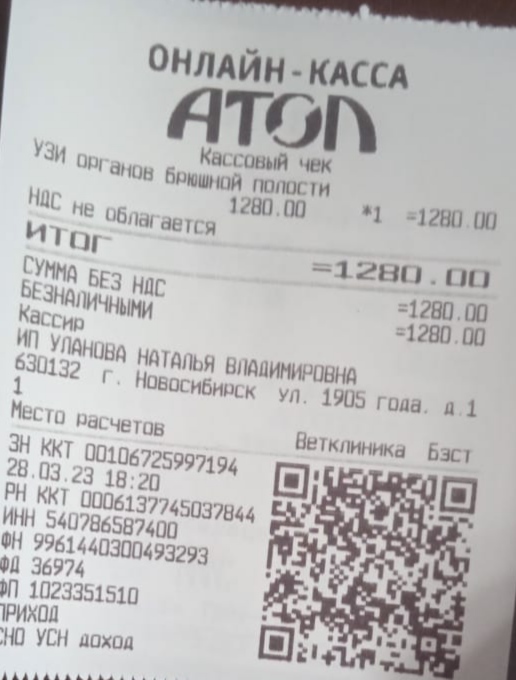 ОНЛАЙН-КАССА
АТОЛ
Кассовый чек
УЗИ органов брюшной полости
1280.00 *1 =1280.00
НДС не облагается
ИТОГ =1280.00
СУММА БЕЗ НДС =1280.00
БЕЗНАЛИЧНЫМИ =1280.00
Кассир
ИП УЛАНОВА НАТАЛЬЯ ВЛАДИМИРОВНА
630132 г. Новосибирск ул. 1905 года. д.1
1
Место расчетов Ветклиника Бэст
ЗН ККТ 00106725997194
28.03.23 18:20
РН ККТ 0006137745037844
ИНН 540786587400
ФН 9961440300493293
ФД 36974
ФП 1023351510
ПРИХОД
СНО УСН доход